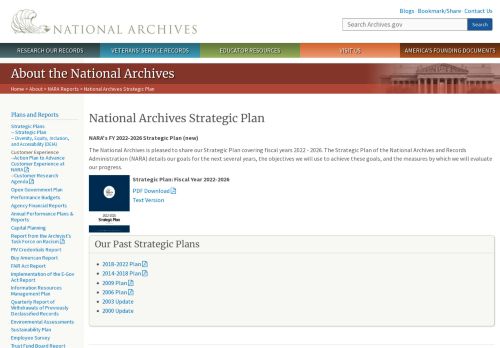 Blogs · Bookmark/Share · Contact Us
NATIONAL ARCHIVES
Search Archives.gov
Search
RESEARCH OUR RECORDS
VETERANS' SERVICE RECORDS
EDUCATOR RESOURCES
VISIT US
AMERICA'S FOUNDING DOCUMENTS
About the National Archives
Home > About > NARA Reports > National Archives Strategic Plan
Plans and Reports
Strategic Plans
– Strategic Plan
– Diversity, Equity, Inclusion,
and Accessibility (DEIA)
Customer Experience
–Action Plan to Advance
Customer Experience at
NARA
–Customer Research
Agenda
Open Government Plan
Performance Budgets
Agency Financial Reports
Annual Performance Plans &
Reports
Capital Planning
Report from the Archivist's
Task Force on Racism
PIV Credentials Report
Buy American Report
FAIR Act Report
Implementation of the E-Gov
Act Report
Information Resources
Management Plan
Quarterly Report of
Withdrawals of Previously
Declassified Records
Environmental Assessments
Sustainability Plan
Employee Survey
Trust Fund Board Report
National Archives Strategic Plan
NARA's FY 2022-2026 Strategic Plan (new)
The National Archives is pleased to share our Strategic Plan covering fiscal years 2022 - 2026. The Strategic Plan of the National Archives and Records
Administration (NARA) details our goals for the next several years, the objectives we will use to achieve these goals, and the measures by which we will evaluate
our progress.
2022-2026
Strategic Plan
Strategic Plan: Fiscal Year 2022-2026
PDF Download
Text Version
Our Past Strategic Plans
2018-2022 Plan
2014-2018 Plan
2009 Plan
2006 Plan
2003 Update
2000 Update